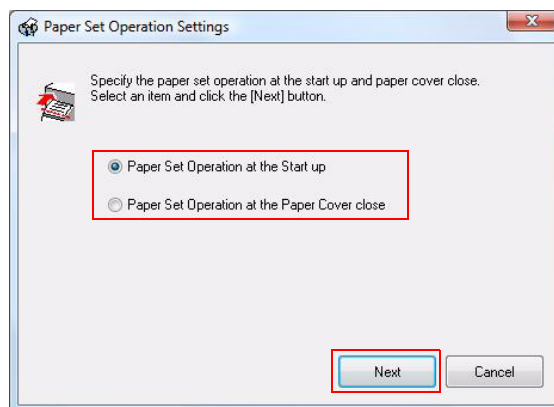 Paper Set Operation Settings
Specify the paper set operation at the start up and paper cover close.
Select an item and click the [Next] button.
Paper Set Operation at the Start up
Paper Set Operation at the Paper Cover close
Next
Cancel